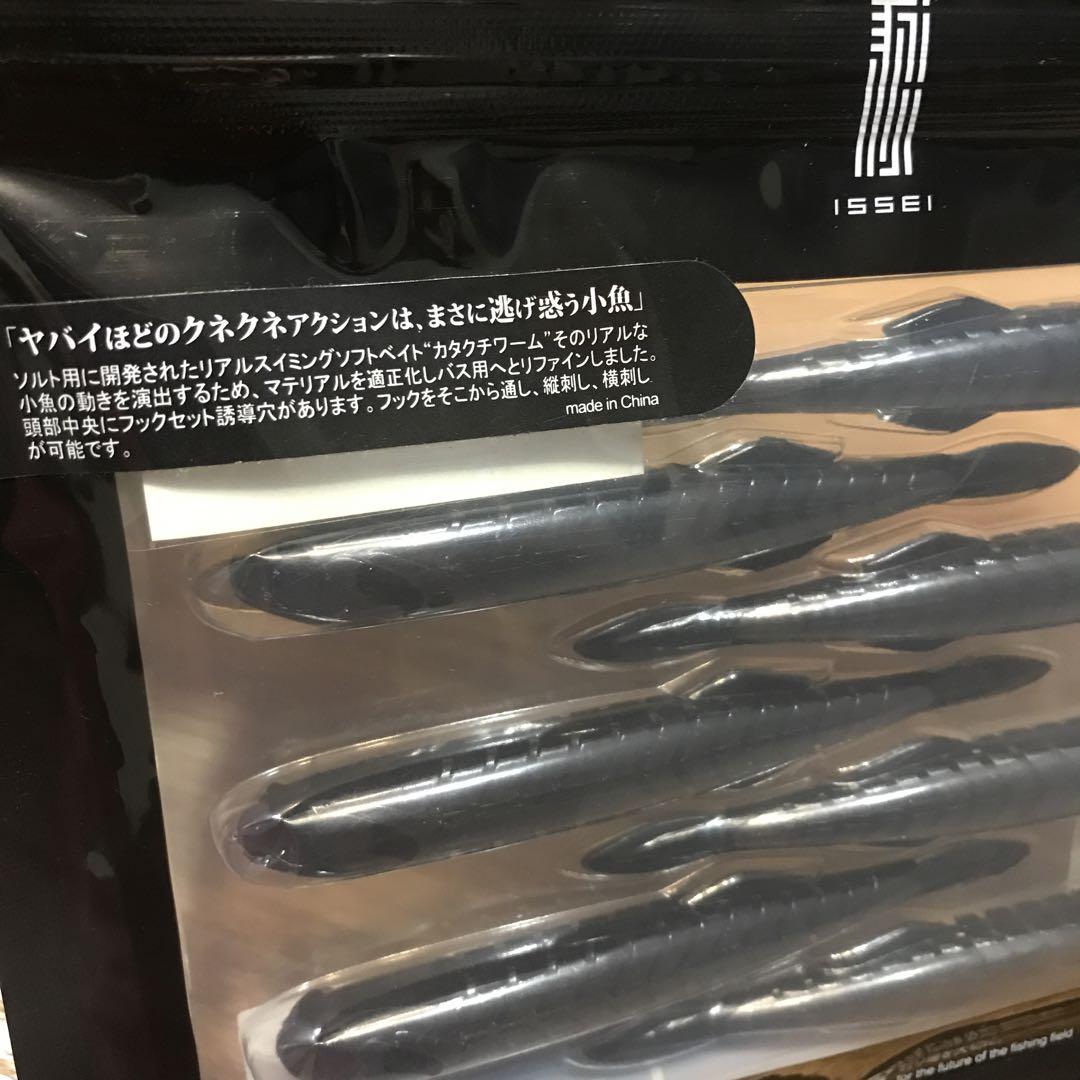 ISSEI
「ヤバイほどのクネクネアクションは、まさに逃げ惑う小魚」
ソルト用に開発されたリアルスイミングソフトベイト“カタクチワーム”そのリアルな
小魚の動きを演出するため、マテリアルを適正化しバス用へとリファインしました。
頭部中央にフックセット誘導穴があります。フックをそこから通し、縦刺し、横刺し
が可能です。
made in China
for the future of the fishing field